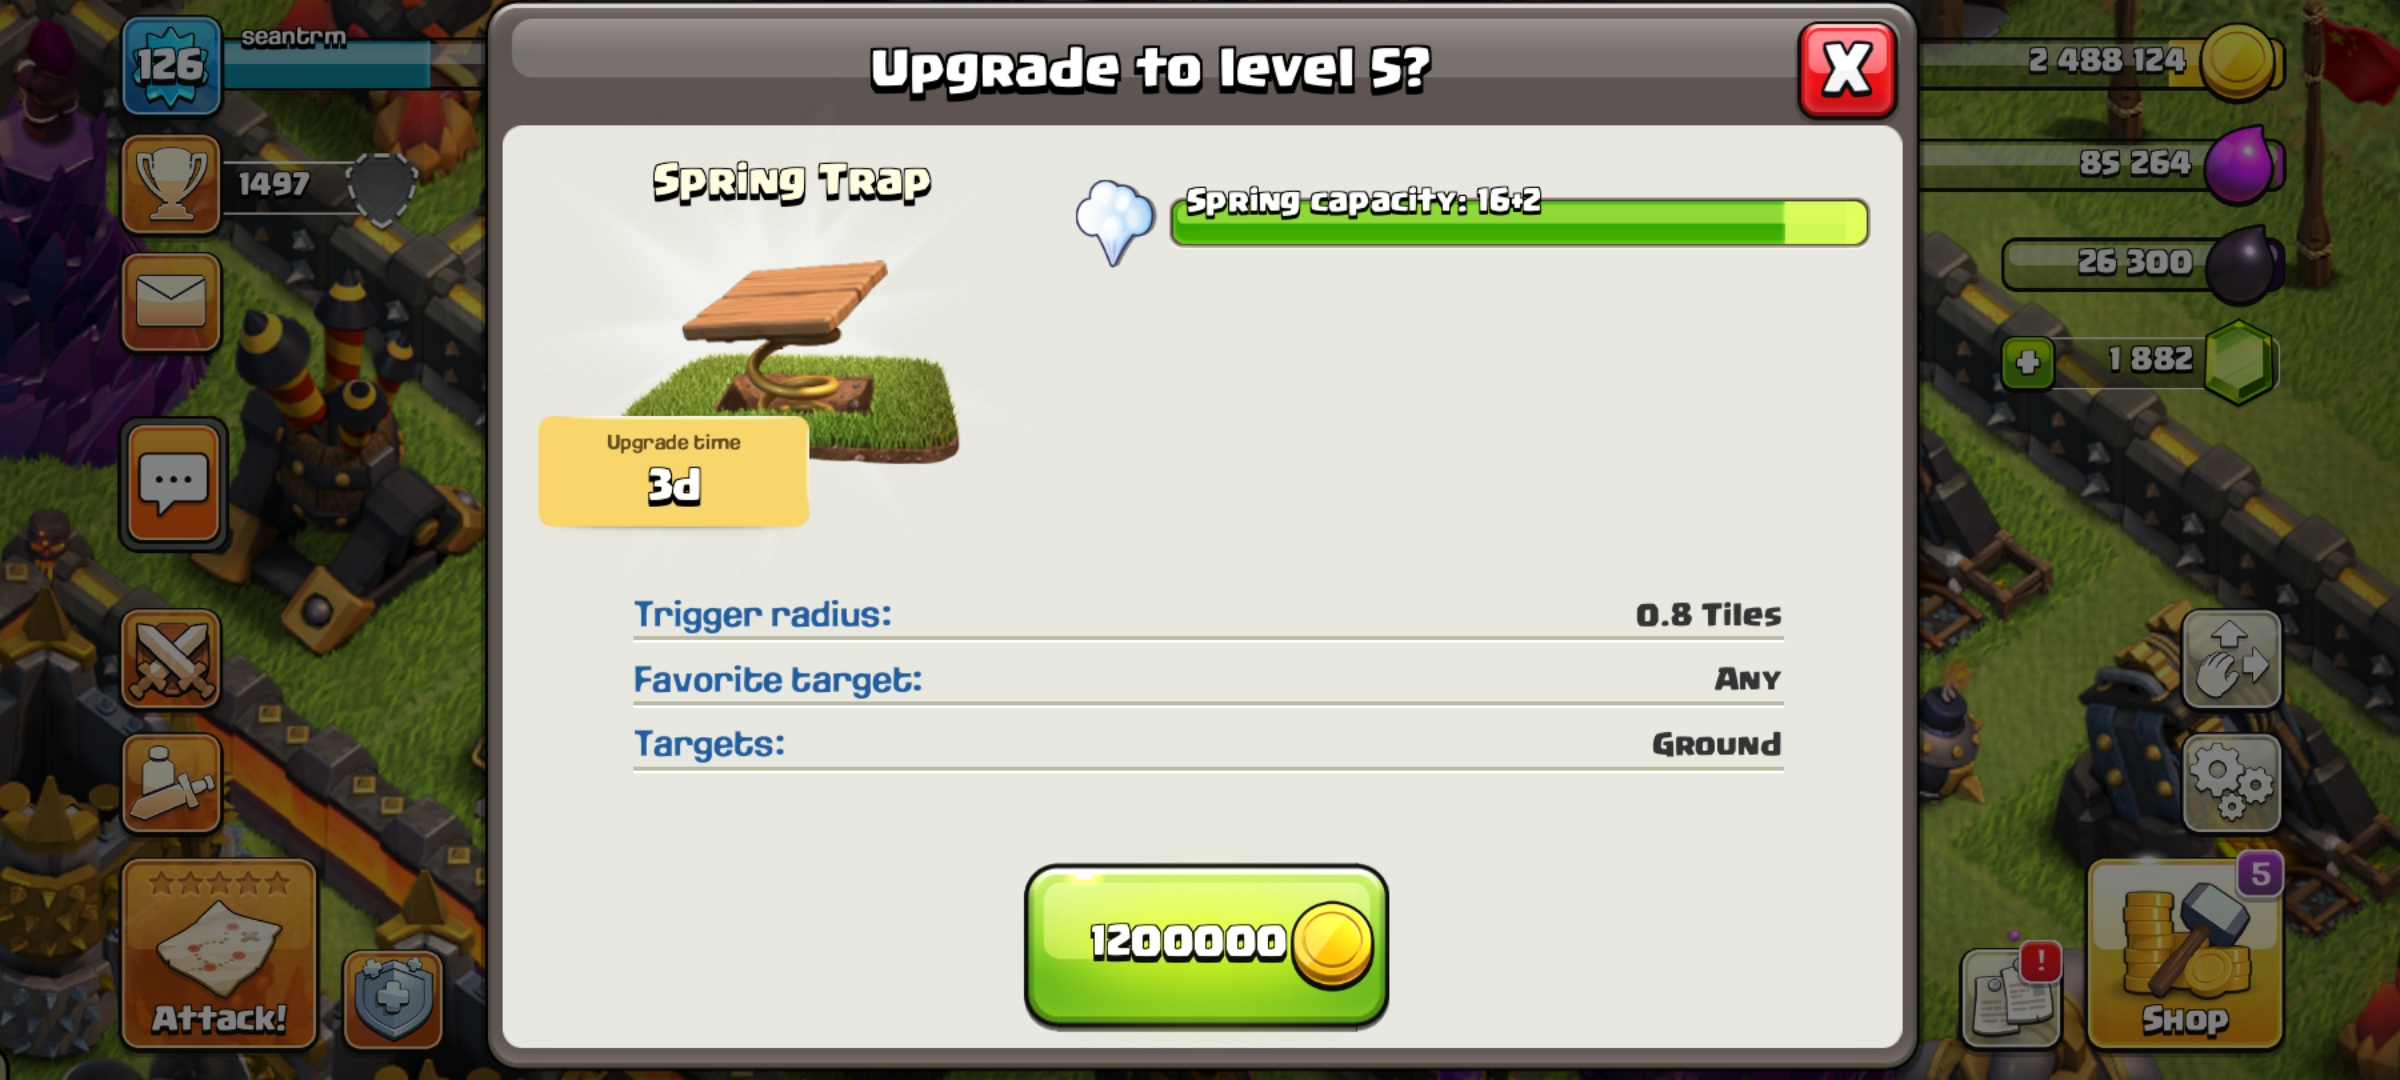 126
seantrm
1497
Attack!
Upgrade to level 5?
X
Spring Trap
Spring capacity: 16+2
Upgrade time
3d
Trigger radius: 0.8 Tiles
Favorite target: Any
Targets: Ground
1200000
2 488 124
85 264
26 300
+ 1 882
5
!
Shop